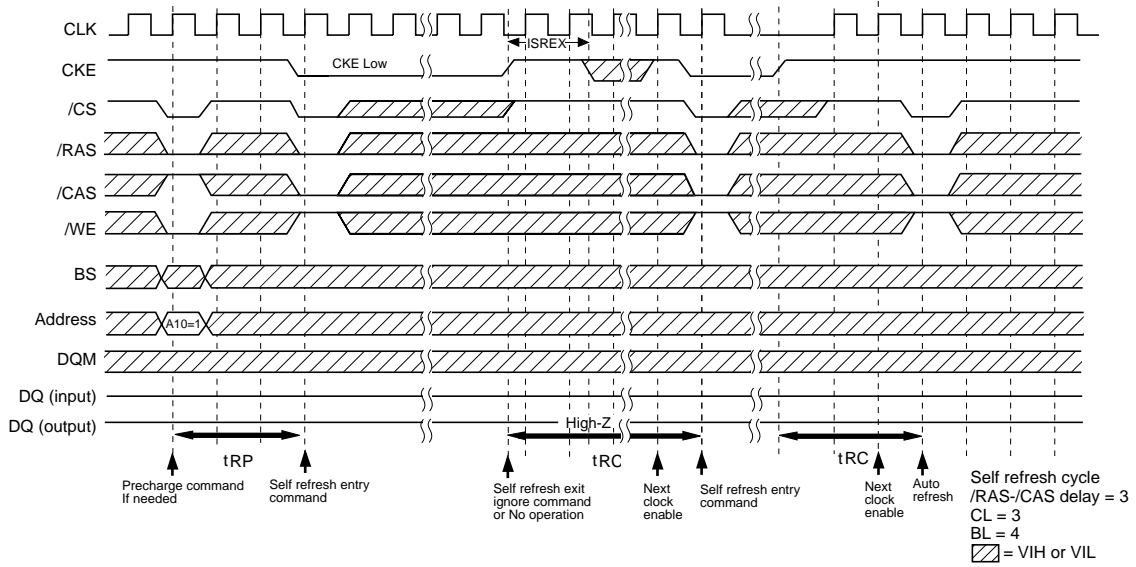 CLK
ISREX
CKE
CKE Low
/CS
/RAS
/CAS
/WE
BS
Address
A10=1
DQM
DQ (input)
DQ (output)
High-Z
tRP
tRC
tRC
Precharge command
If needed
Self refresh entry
command
Self refresh exit
ignore command
or No operation
Next
clock
enable
Self refresh entry
command
Next
clock
enable
Auto
refresh
Self refresh cycle
/RAS-/CAS delay = 3
CL = 3
BL = 4
= VIH or VIL